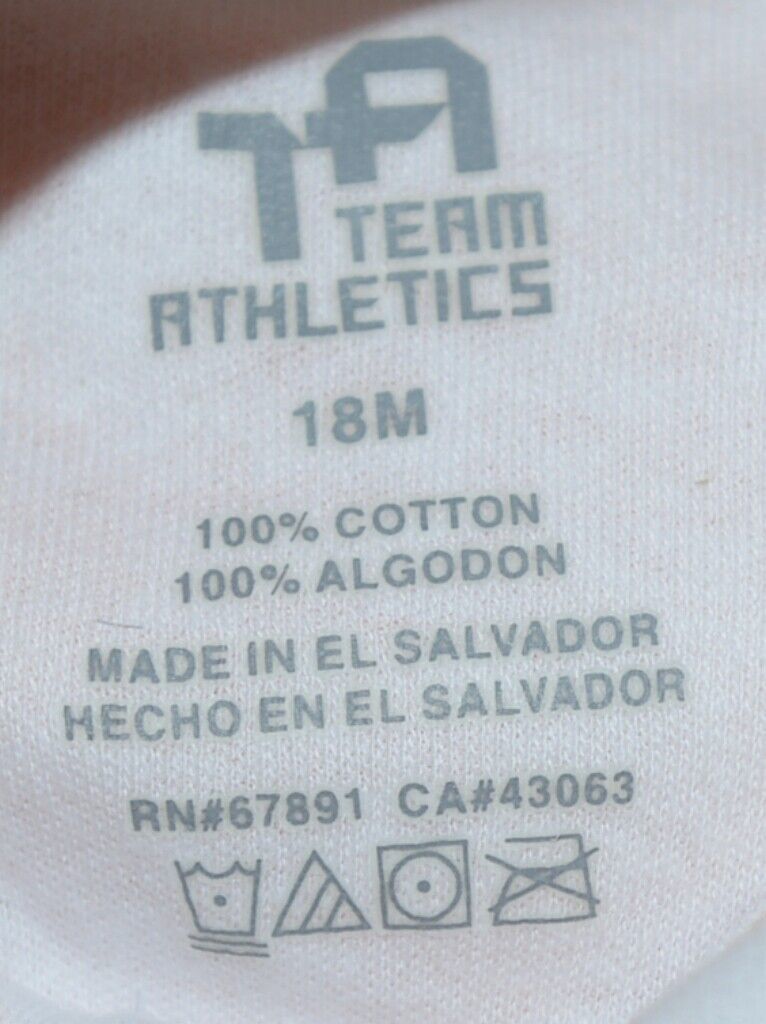 TA
TEAM
ATHLETICS
18M
100% COTTON
100% ALGODON
MADE IN EL SALVADOR
HECHO EN EL SALVADOR
RN#67891 CA#43063